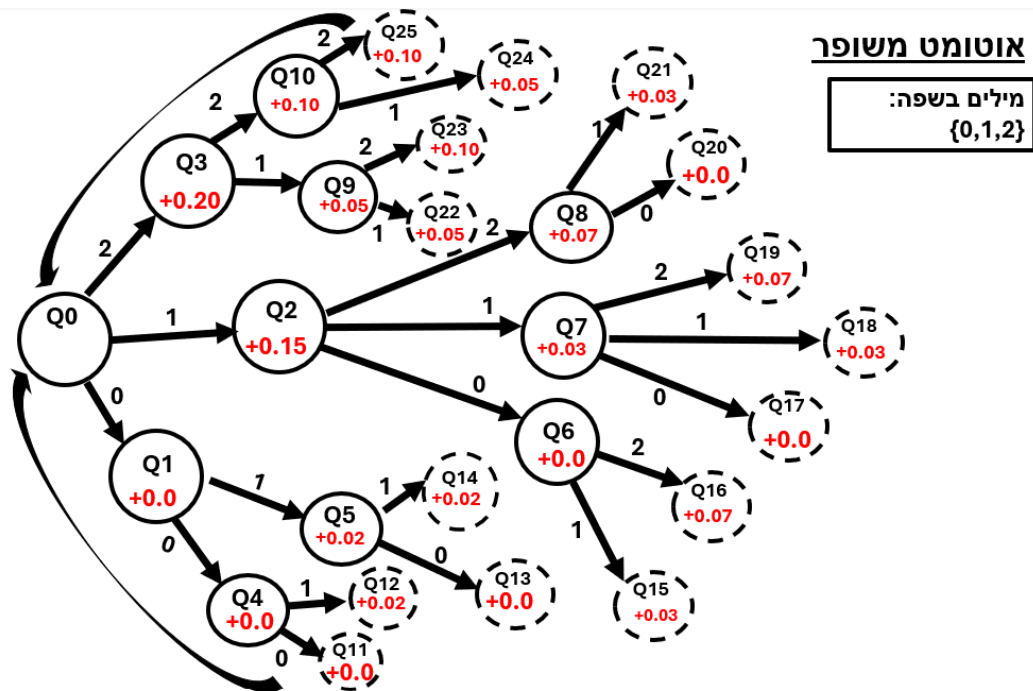 אוטומט משופר
מילים בשפה:
{0,1,2}
Q0
2
1
0
Q3
+0.20
2
1
Q10
+0.10
2
1
Q25
+0.10
Q24
+0.05
Q9
+0.05
2
1
Q23
+0.10
Q22
+0.05
Q2
+0.15
2
1
0
Q8
+0.07
1
0
Q21
+0.03
Q20
+0.0
Q7
+0.03
2
1
0
Q19
+0.07
Q18
+0.03
Q17
+0.0
Q6
+0.0
2
1
Q16
+0.07
Q15
+0.03
Q1
+0.0
1
0
Q5
+0.02
1
0
Q14
+0.02
Q13
+0.0
Q4
+0.0
1
0
Q12
+0.02
Q11
+0.0